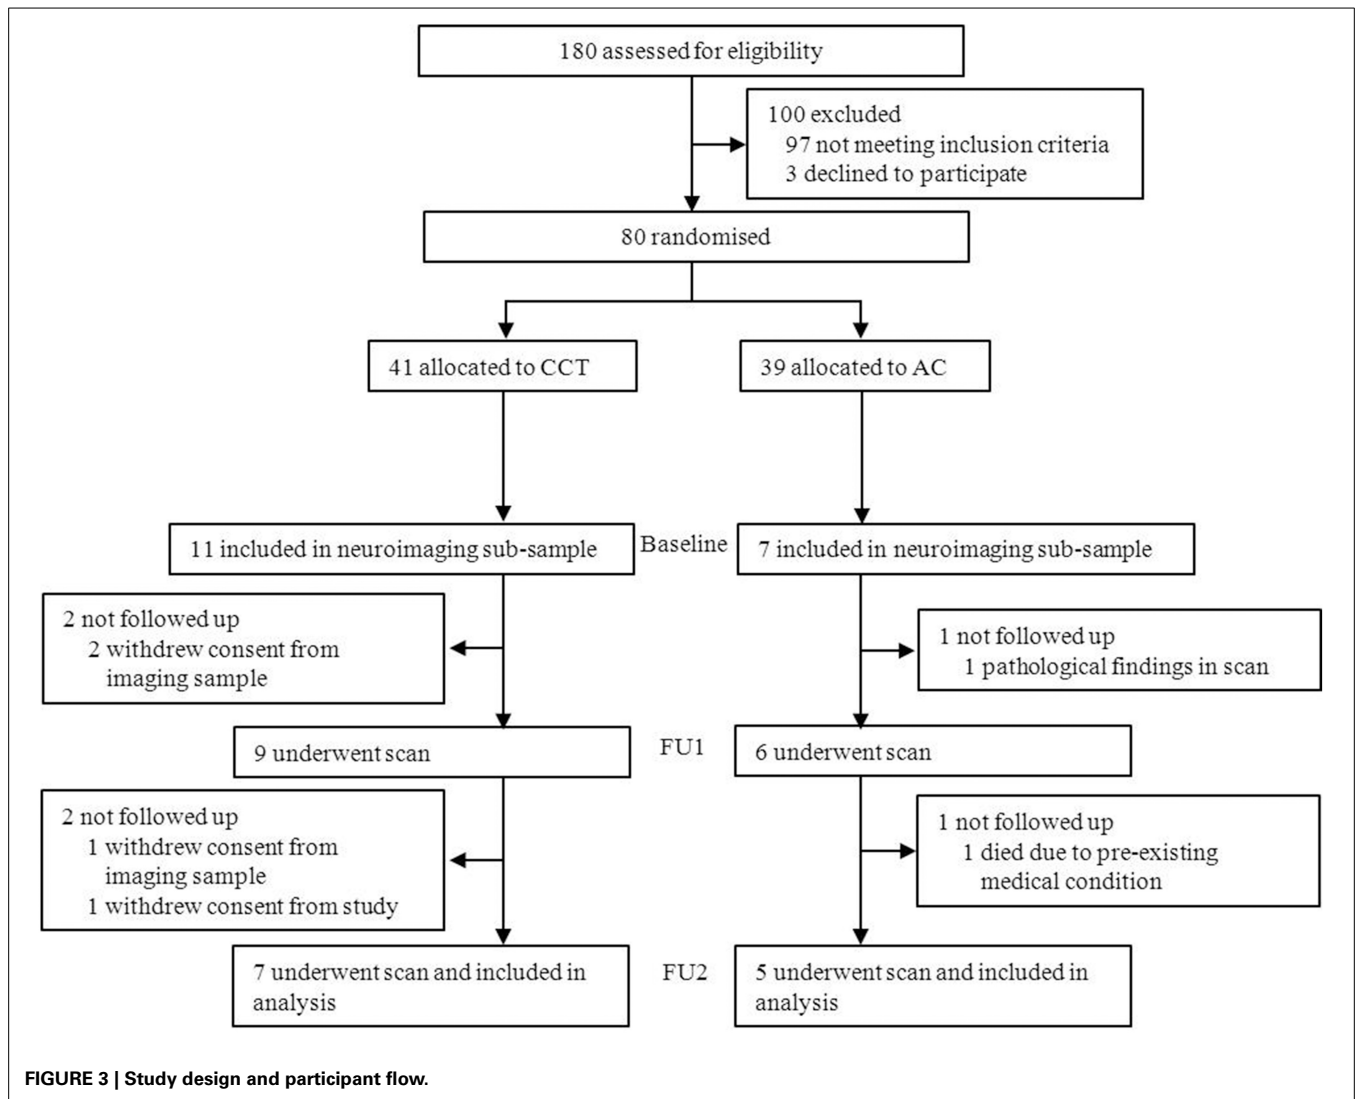 180 assessed for eligibility
100 excluded
97 not meeting inclusion criteria
3 declined to participate
80 randomised
41 allocated to CCT
39 allocated to AC
11 included in neuroimaging sub-sample
Baseline
7 included in neuroimaging sub-sample
2 not followed up
2 withdrew consent from
imaging sample
1 not followed up
1 pathological findings in scan
9 underwent scan
FU1
6 underwent scan
2 not followed up
1 withdrew consent from
imaging sample
1 withdrew consent from study
1 not followed up
1 died due to pre-existing
medical condition
7 underwent scan and included in
analysis
FU2
5 underwent scan and included in
analysis
FIGURE 3 | Study design and participant flow.